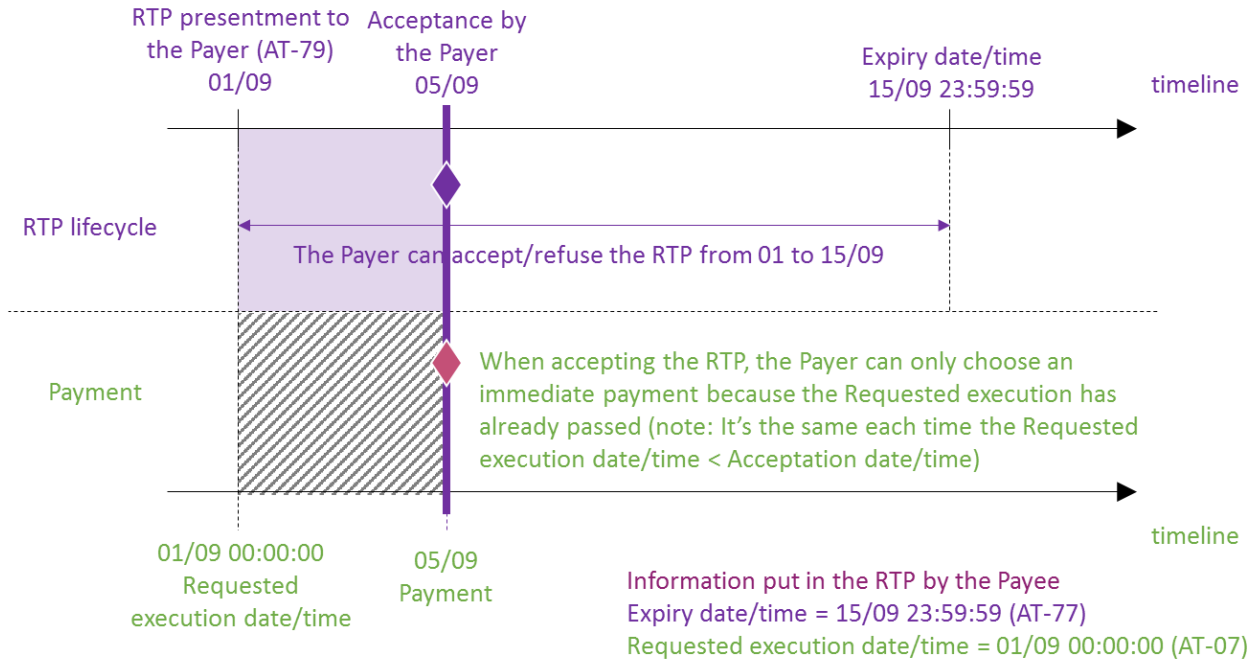 RTP presentment to
the Payer (AT-79)
01/09
Acceptance by
the Payer
05/09
Expiry date/time
15/09 23:59:59
timeline
RTP lifecycle
The Payer can accept/refuse the RTP from 01 to 15/09
Payment
When accepting the RTP, the Payer can only choose an
immediate payment because the Requested execution has
already passed (note: It's the same each time the Requested
execution date/time < Acceptation date/time)
timeline
01/09 00:00:00
Requested
execution date/time
05/09
Payment
Information put in the RTP by the Payee
Expiry date/time = 15/09 23:59:59 (AT-77)
Requested execution date/time = 01/09 00:00:00 (AT-07)